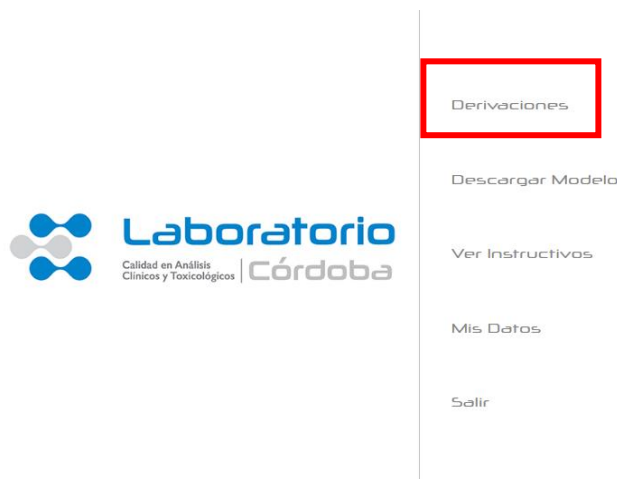 Laboratorio
Calidad en Análisis
Clínicos y Toxicológicos
Córdoba
Derivaciones
Descargar Modelo
Ver Instructivos
Mis Datos
Salir